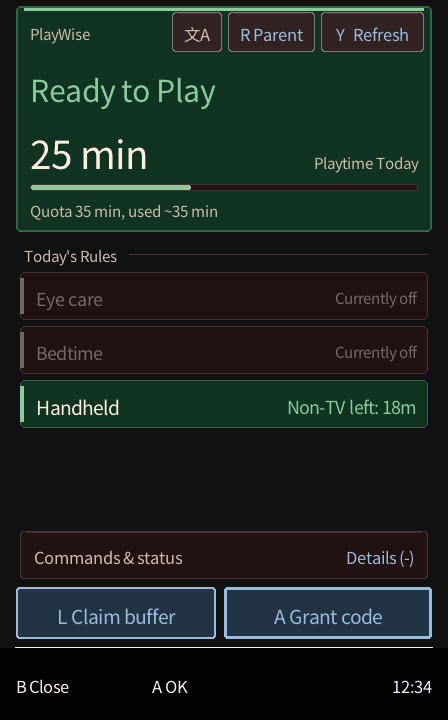 PlayWise
文A
R Parent
Y Refresh
Ready to Play
25 min
Playtime Today
Quota 35 min, used ~35 min
Today's Rules
Eye care
Currently off
Bedtime
Currently off
Handheld
Non-TV left: 18m
Commands & status
Details (-)
L Claim buffer
A Grant code
B Close
A OK
12:34